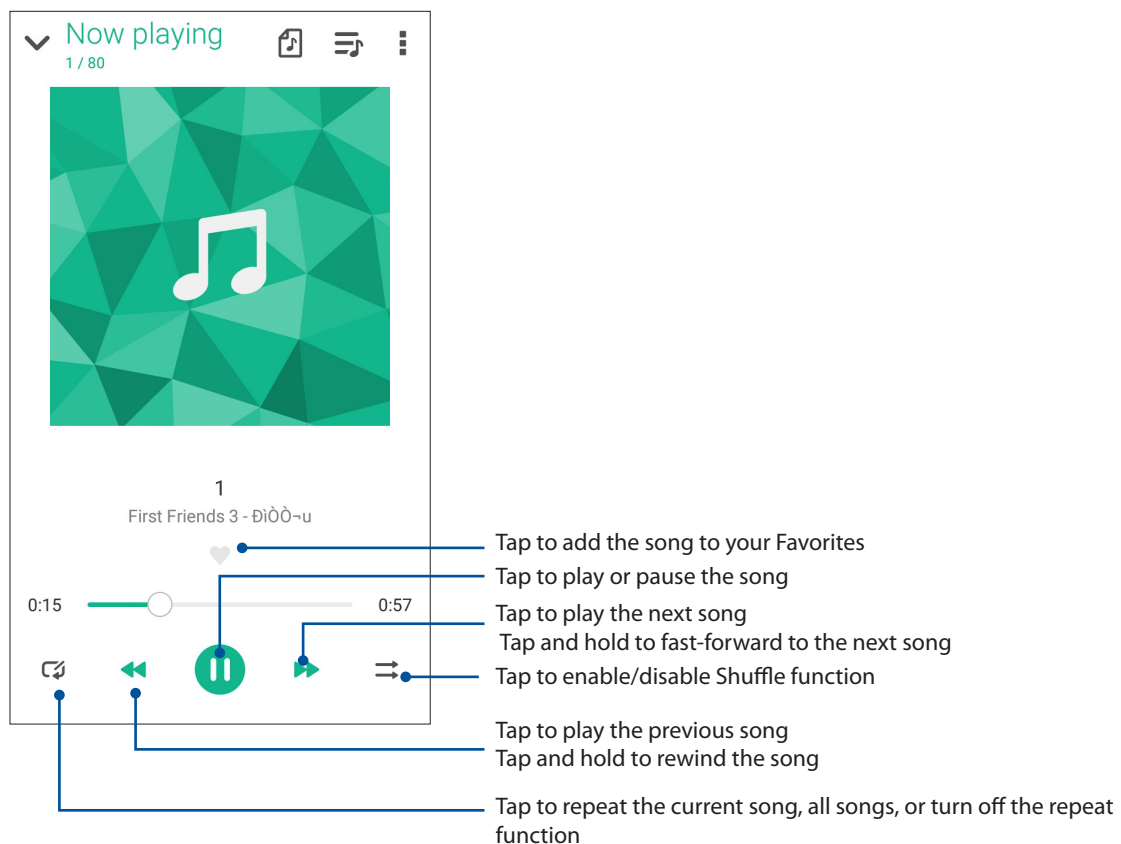 Now playing
1 / 80
1
First Friends 3 - ÐìÒÒ¬u
0:15
0:57
Tap to add the song to your Favorites
Tap to play or pause the song
Tap to play the next song
Tap and hold to fast-forward to the next song
Tap to enable/disable Shuffle function
Tap to play the previous song
Tap and hold to rewind the song
Tap to repeat the current song, all songs, or turn off the repeat
function